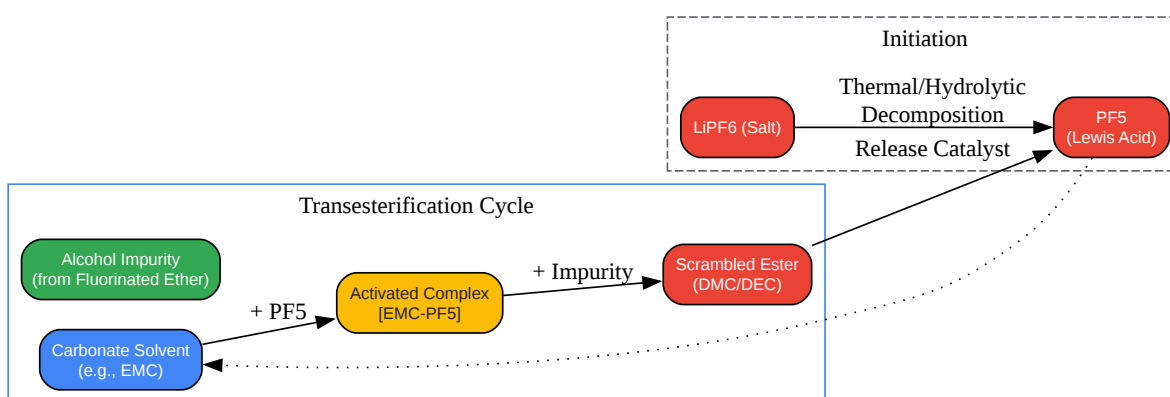 Initiation
Thermal/Hydrolytic
Decomposition
LiPF6 (Salt)
PF5
(Lewis Acid)
Release Catalyst
Transesterification Cycle
Alcohol Impurity
(from Fluorinated Ether)
+ PF5
Activated Complex
[EMC-PF5]
+ Impurity
Scrambled Ester
(DMC/DEC)
Carbonate Solvent
(e.g., EMC)